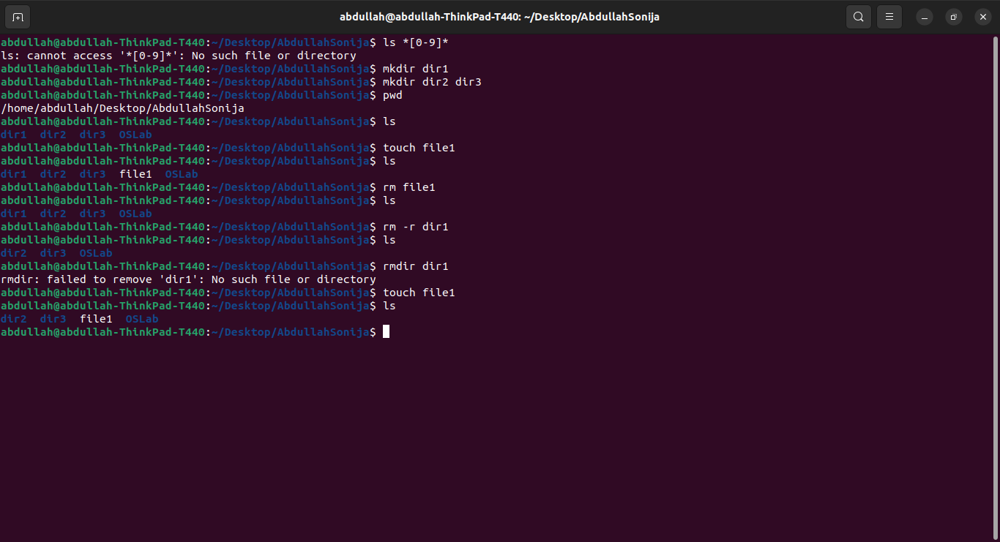 abdullah@abdullah-ThinkPad-T440: ~/Desktop/AbdullahSonija
abdullah@abdullah-ThinkPad-T440:~/Desktop/AbdullahSonija$ ls *[0-9]*
ls: cannot access '*[0-9]*': No such file or directory
abdullah@abdullah-ThinkPad-T440:~/Desktop/AbdullahSonija$ mkdir dir1
abdullah@abdullah-ThinkPad-T440:~/Desktop/AbdullahSonija$ mkdir dir2 dir3
abdullah@abdullah-ThinkPad-T440:~/Desktop/AbdullahSonija$ pwd
/home/abdullah/Desktop/AbdullahSonija
abdullah@abdullah-ThinkPad-T440:~/Desktop/AbdullahSonija$ ls
dir1  dir2  dir3  OSLab
abdullah@abdullah-ThinkPad-T440:~/Desktop/AbdullahSonija$ touch file1
abdullah@abdullah-ThinkPad-T440:~/Desktop/AbdullahSonija$ ls
dir1  dir2  dir3  file1  OSLab
abdullah@abdullah-ThinkPad-T440:~/Desktop/AbdullahSonija$ rm file1
abdullah@abdullah-ThinkPad-T440:~/Desktop/AbdullahSonija$ ls
dir1  dir2  dir3  OSLab
abdullah@abdullah-ThinkPad-T440:~/Desktop/AbdullahSonija$ rm -r dir1
abdullah@abdullah-ThinkPad-T440:~/Desktop/AbdullahSonija$ ls
dir2  dir3  OSLab
abdullah@abdullah-ThinkPad-T440:~/Desktop/AbdullahSonija$ rmdir dir1
rmdir: failed to remove 'dir1': No such file or directory
abdullah@abdullah-ThinkPad-T440:~/Desktop/AbdullahSonija$ touch file1
abdullah@abdullah-ThinkPad-T440:~/Desktop/AbdullahSonija$ ls
dir2  dir3  file1  OSLab
abdullah@abdullah-ThinkPad-T440:~/Desktop/AbdullahSonija$